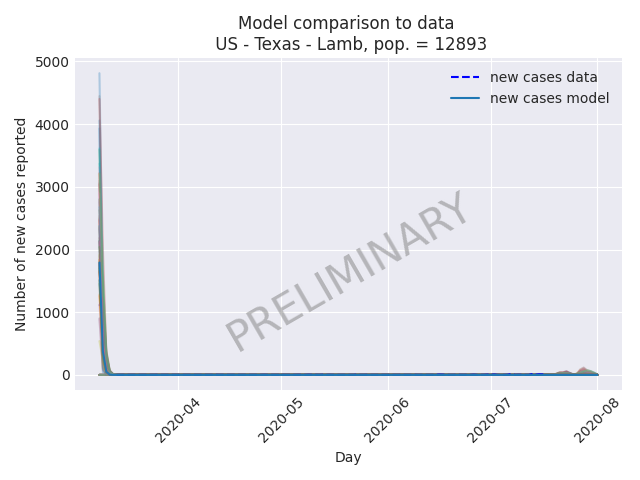 Model comparison to data
US - Texas - Lamb, pop. = 12893
5000
4000
3000
2000
1000
0
Number of new cases reported
new cases data
new cases model
PRELIMINARY
2020-04
2020-05
2020-06
2020-07
2020-08
Day